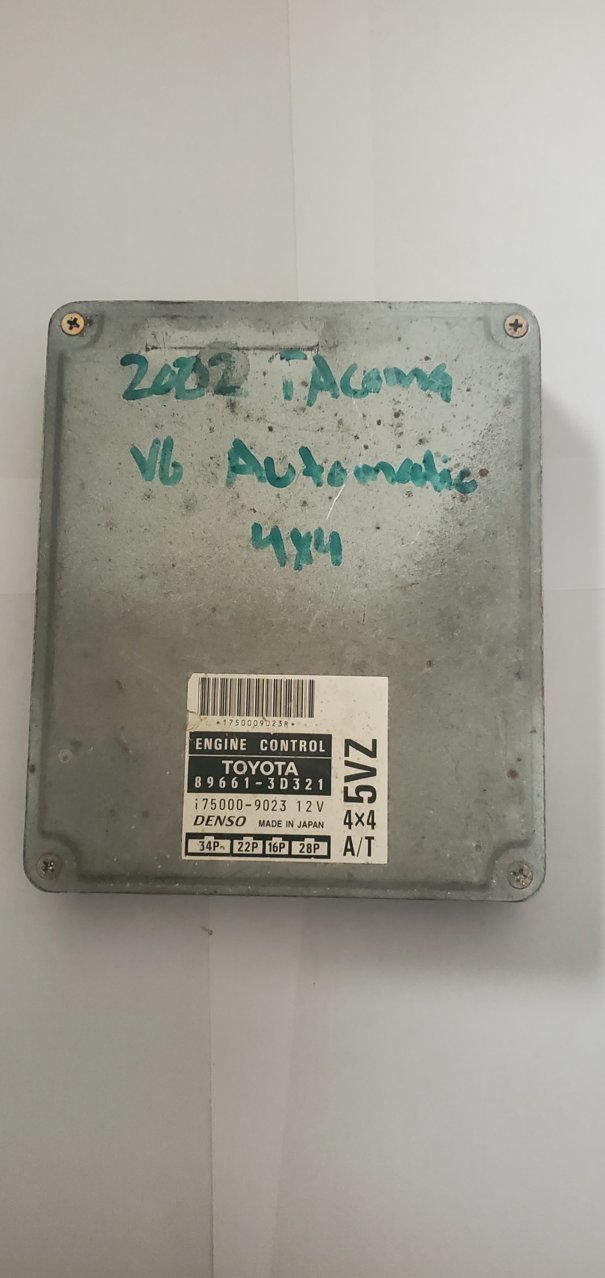 2002 TAcoma
V6 Automatic
4x4
*1750009023R*
ENGINE CONTROL
TOYOTA
89661-3D321
175000-9023 12V
DENSO MADE IN JAPAN
34P 22P 16P 28P
5VZ
4×4
A/T